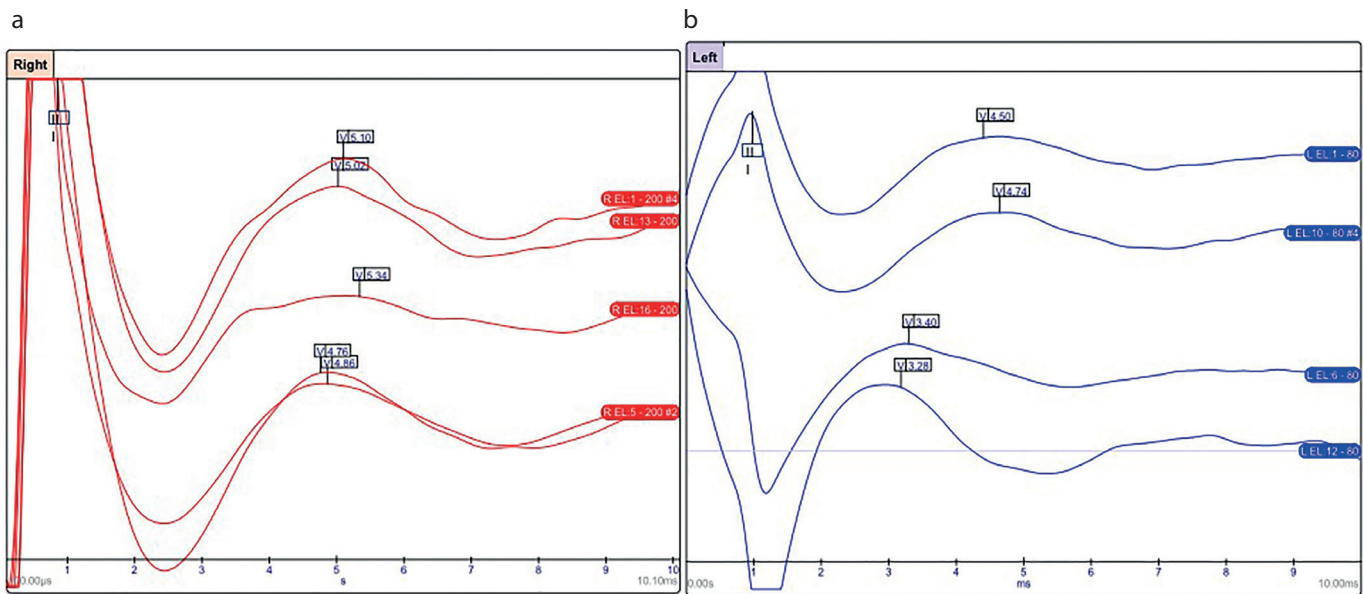 a
Right
II
I
V 5.10
V 5.02
R EL:1 - 200 #4
R EL:13 - 200
V 5.34
R EL:16 - 200
V 4.76
V 4.86
R EL:5 - 200 #2
1 2 3 4 5 6 7 8 9 10
s
10.10ms
b
Left
II
I
V 4.50
L EL:1 - 80
V 4.74
L EL:10 - 80 #4
V 3.40
L EL:6 - 80
V 3.28
L EL:12 - 80
1 2 3 4 5 6 7 8 9
0.00s
ms
10.00ms